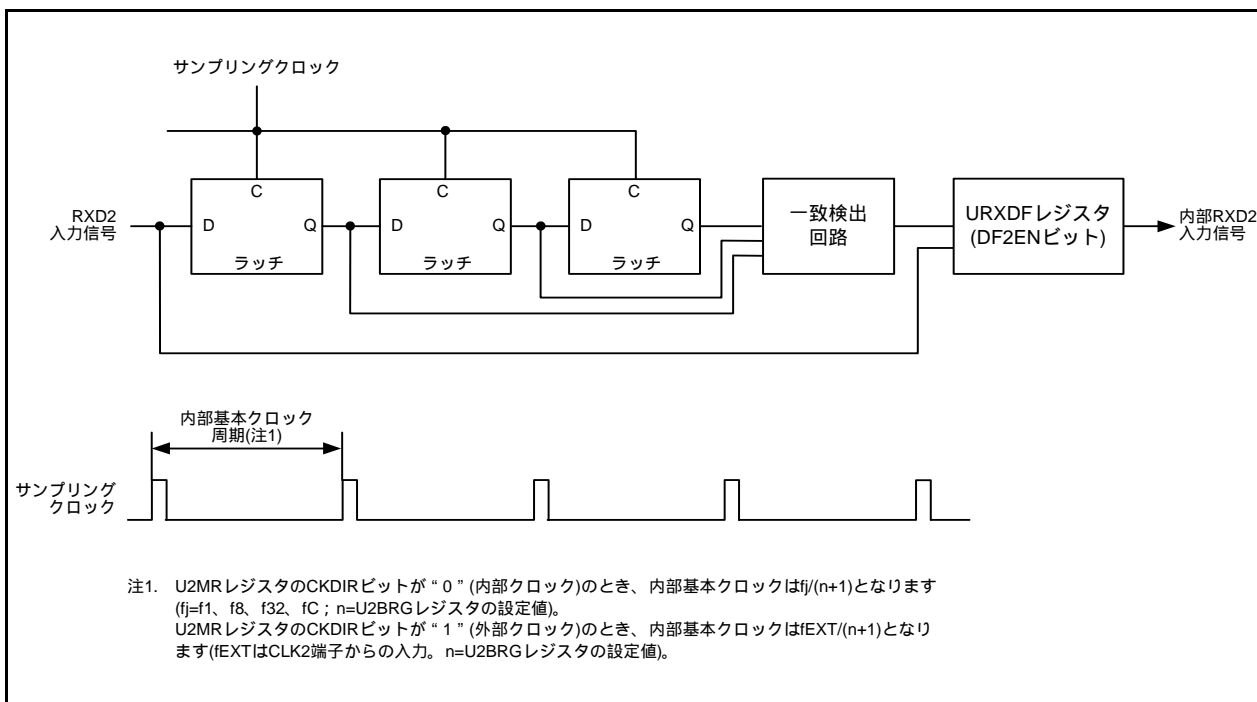 サンプリングクロック
C
C
C
RXD2
入力信号
D
Q
D
Q
D
Q
ラッチ
ラッチ
ラッチ
一致検出
回路
URXDFレジスタ
(DF2ENビット)
内部RXD2
入力信号
内部基本クロック
周期(注1)
サンプリング
クロック
注1. U2MRレジスタのCKDIRビットが“0”(内部クロック)のとき、内部基本クロックはfj/(n+1)となります
(fj=f1、f8、f32、fC；n=U2BRGレジスタの設定値)。
U2MRレジスタのCKDIRビットが“1”(外部クロック)のとき、内部基本クロックはfEXT/(n+1)となり
ます(fEXTはCLK2端子からの入力。n=U2BRGレジスタの設定値)。